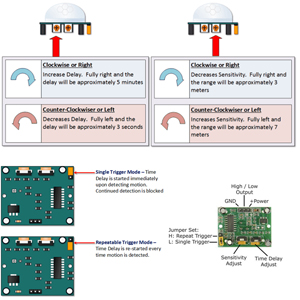 Clockwise or Right
Increase Delay. Fully right and the
delay will be approximately 5 minutes
Counter-Clockwiser or Left
Decreases Delay. Fully left and the
delay will be approximately 3 seconds
Clockwise or Right
Decreases Sensitivity. Fully right and
the range will be approximately 3
meters
Counter-Clockwiser or Left
Increases Sensitivity. Fully left and
the range will be approximately 7
meters
Single Trigger Mode – Time
Delay is started immediately
upon detecting motion.
Continued detection is blocked
Repeatable Trigger Mode –
Time Delay is re-started every
time motion is detected.
High / Low
Output
GND
+Power
Jumper Set:
H: Repeat Trigger
L: Single Trigger
Sensitivity
Adjust
Time Delay
Adjust